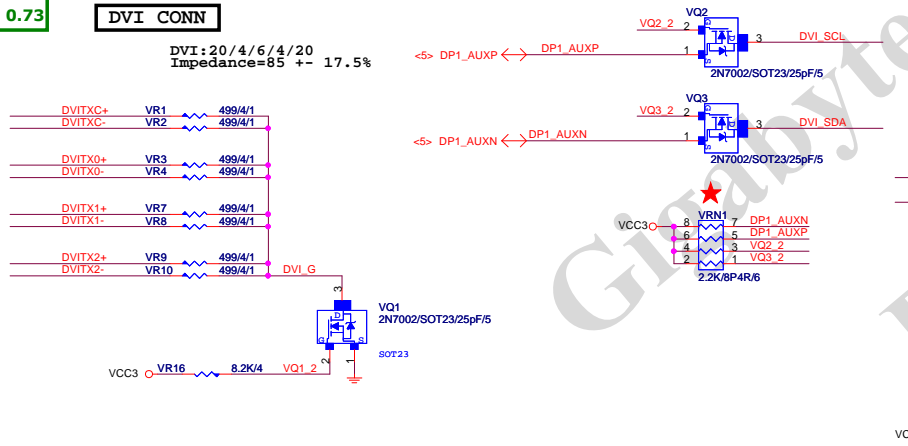 0.73
DVI CONN
DVI:20/4/6/4/20
Impedance=85 +- 17.5%
DVITXC+ VR1 499/4/1
DVITXC- VR2 499/4/1
DVITX0+ VR3 499/4/1
DVITX0- VR4 499/4/1
DVITX1+ VR7 499/4/1
DVITX1- VR8 499/4/1
DVITX2+ VR9 499/4/1
DVITX2- VR10 499/4/1 DVI_G
3
D
G S
VQ1
2N7002/SOT23/25pF/5
SOT23
2 1
VCC3 VR16 8.2K/4 VQ1_2
VQ2
VQ2_2 2 G
D 3 DVI_SCL
<5> DP1_AUXP DP1_AUXP 1 S
2N7002/SOT23/25pF/5
VQ3
VQ3_2 2 G
D 3 DVI_SDA
<5> DP1_AUXN DP1_AUXN 1 S
2N7002/SOT23/25pF/5
VRN1
VCC3 8 7 DP1_AUXN
6 5 DP1_AUXP
4 3 VQ2_2
2 1 VQ3_2
2.2K/8P4R/6
Gigabyte